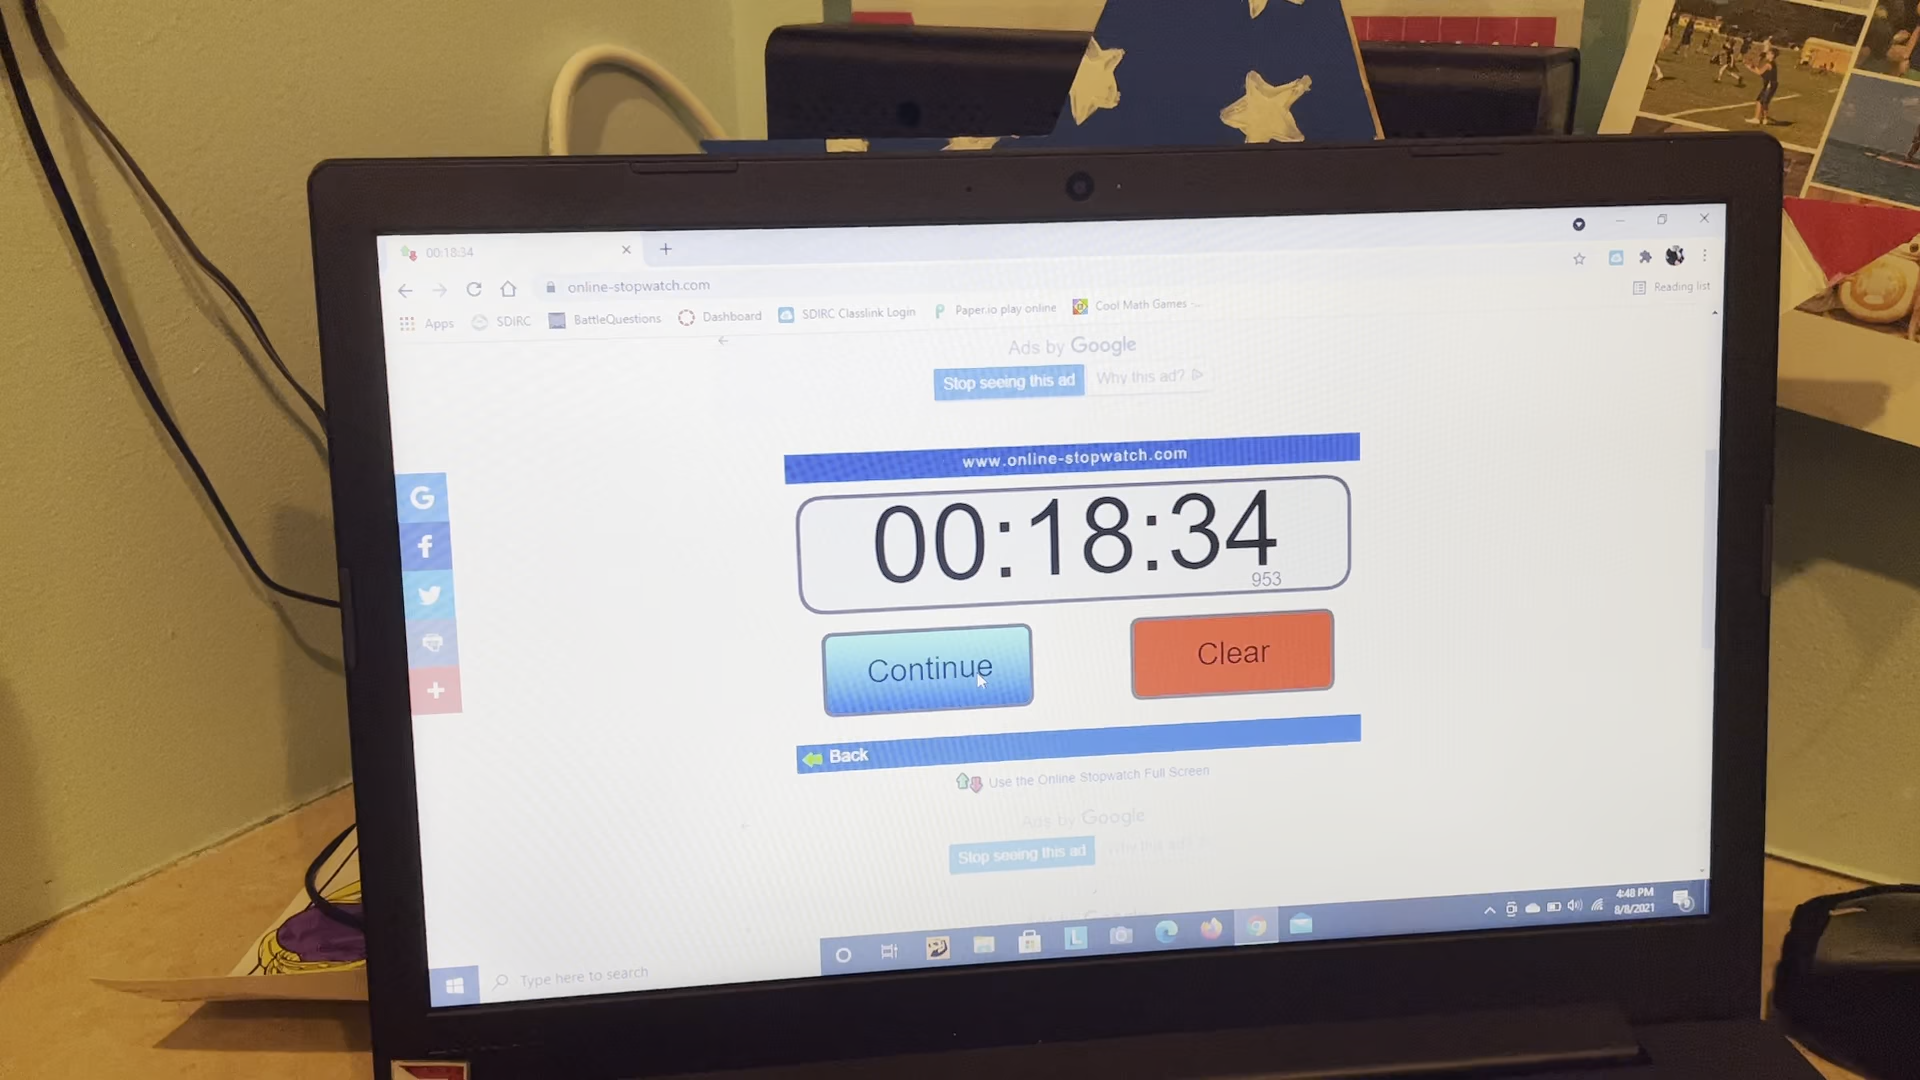 00:18:34
online-stopwatch.com
Reading list
Apps SDIRC BattleQuestions Dashboard SDIRC Classlink Login Paper.io play online Cool Math Games
Ads by Google
Stop seeing this ad Why this ad?
www.online-stopwatch.com
00:18:34
953
Continue Clear
Back
Use the Online Stopwatch Full Screen
Ads by Google
Stop seeing this ad Why this ad?
4:48 PM
8/8/2021
Type here to search